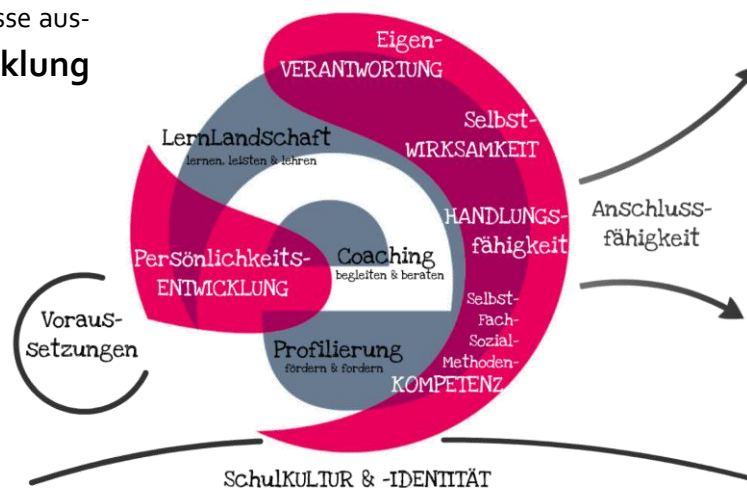 sse aus-
klung
Eigen-
VERANTWORTUNG
Selbst-
WIRKSAMKEIT
LernLandschaft
lernen, leisten & lehren
HANDLUNGS-
fähigkeit
Anschluss-
fähigkeit
Persönlichkeits-
ENTWICKLUNG
Coaching
begleiten & beraten
Voraus-
setzungen
Profilierung
fördern & fordern
Selbst-
Fach-
Sozial-
Methoden-
KOMPETENZ
SchulKULTUR & -IDENTITÄT